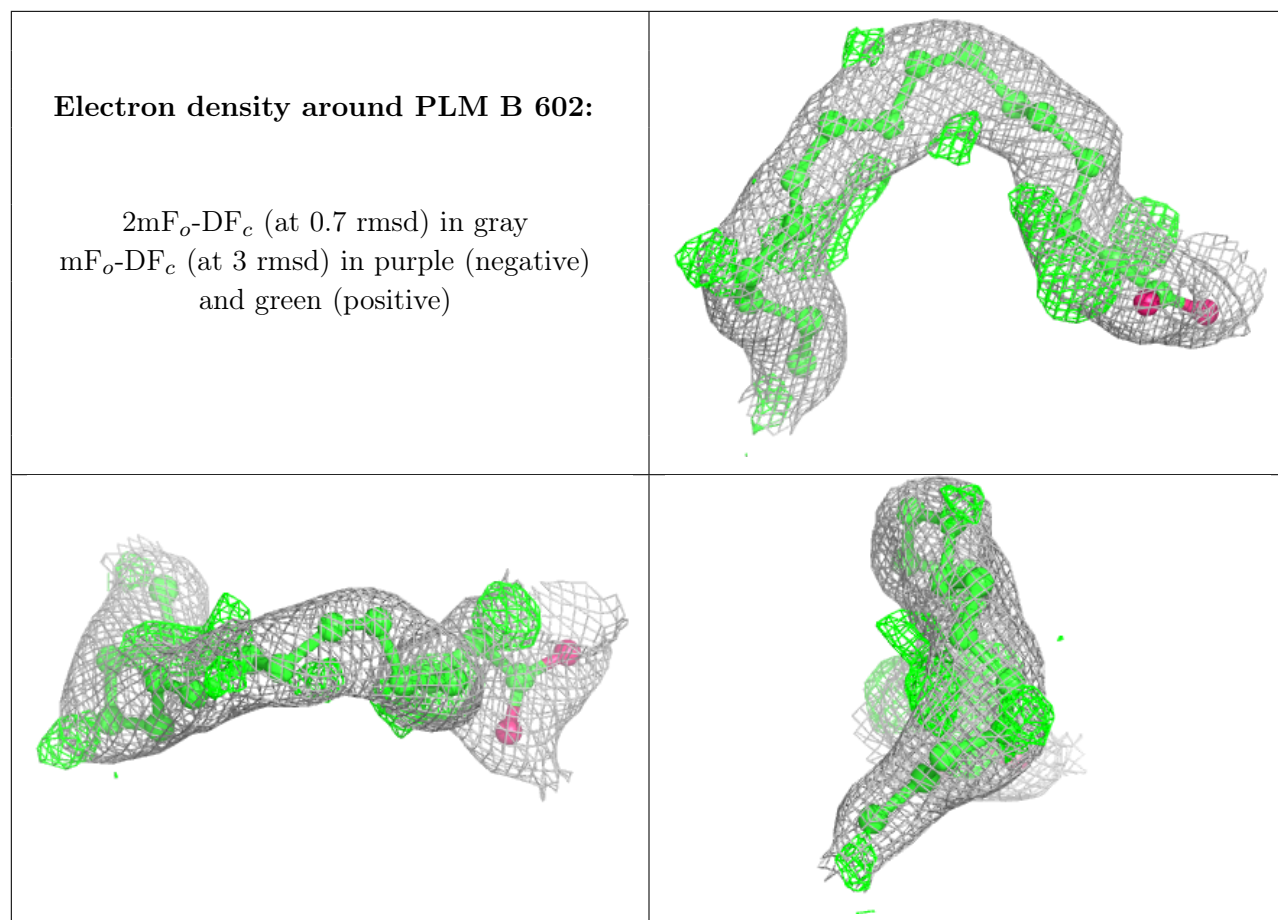 Electron density around PLM B 602:
2mFo-DFc (at 0.7 rmsd) in gray
mFo-DFc (at 3 rmsd) in purple (negative)
and green (positive)